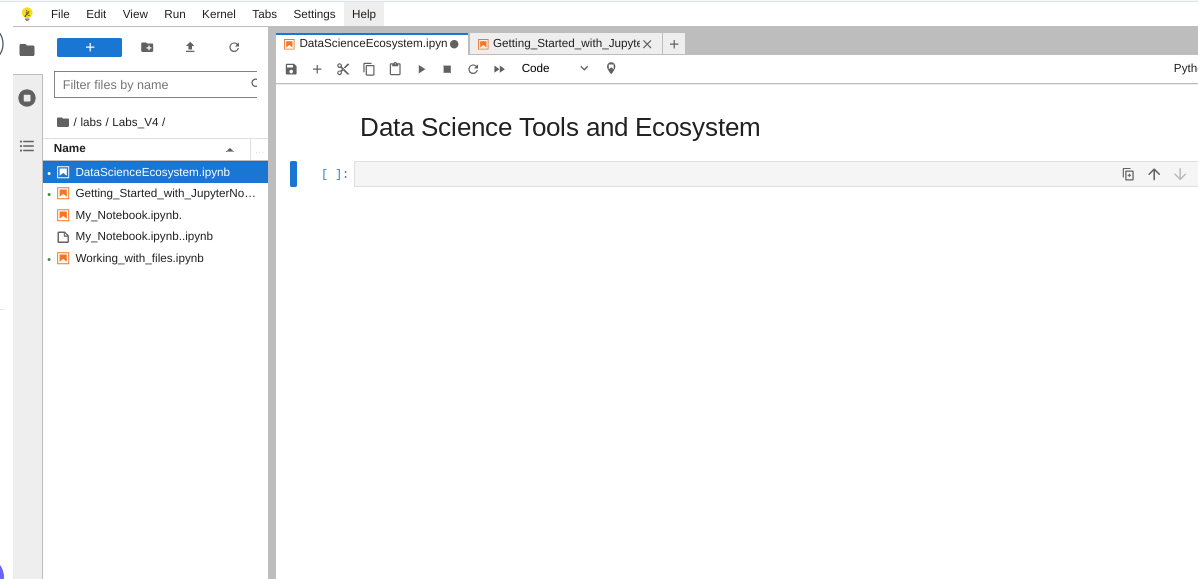 File Edit View Run Kernel Tabs Settings Help
+
DataScienceEcosystem.ipyn
Getting_Started_with_Jupyte
+
Code
Pytho
Filter files by name
/ labs / Labs_V4 /
Name
DataScienceEcosystem.ipynb
Getting_Started_with_JupyterNo…
My_Notebook.ipynb.
My_Notebook.ipynb..ipynb
Working_with_files.ipynb
Data Science Tools and Ecosystem
[ ]: